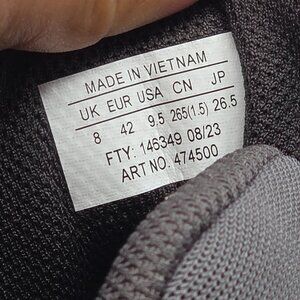 MADE IN VIETNAM
UK EUR USA CN JP
8 42 9.5 265(1.5) 26.5
FTY: 146349 08/23
ART NO. 474500